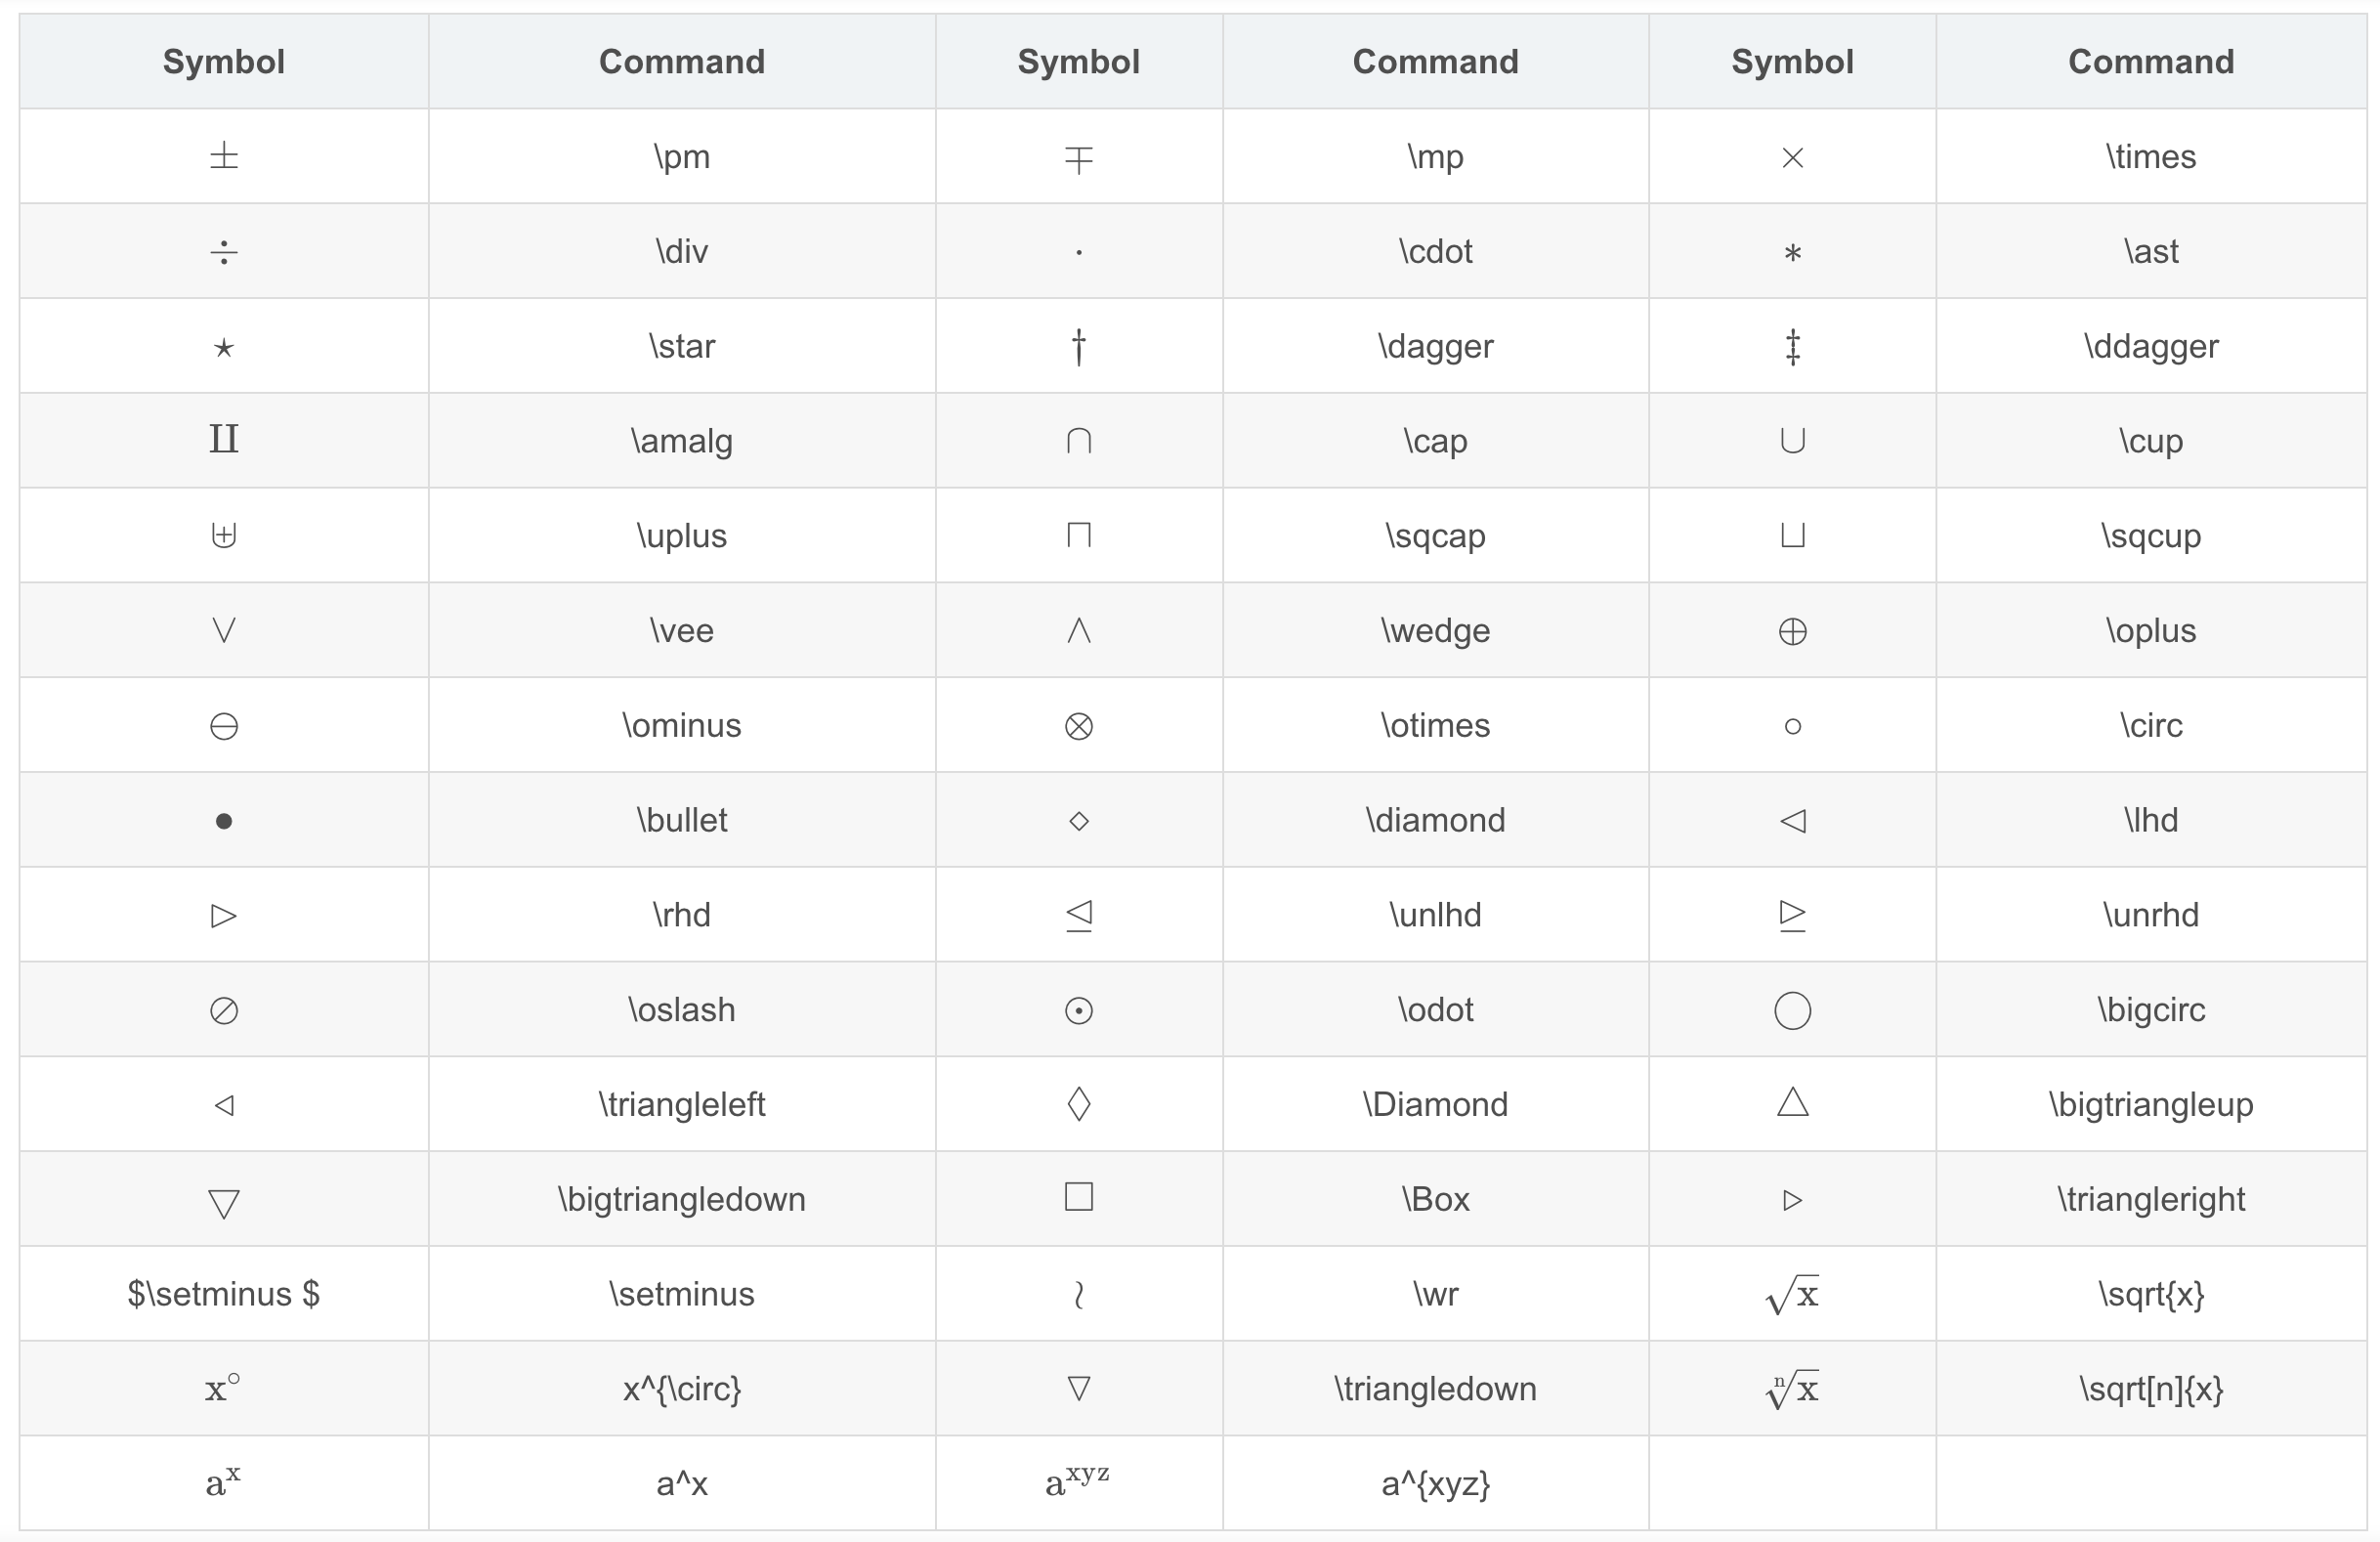 Symbol Command Symbol Command Symbol Command
± \pm ∓ \mp × \times
÷ \div · \cdot ∗ \ast
⋆ \star † \dagger ‡ \ddagger
⨿ \amalg ∩ \cap ∪ \cup
⊎ \uplus ⊓ \sqcap ⊔ \sqcup
∨ \vee ∧ \wedge ⊕ \oplus
⊖ \ominus ⊗ \otimes ∘ \circ
∙ \bullet ⋄ \diamond ⊲ \lhd
⊳ \rhd ⊴ \unlhd ⊵ \unrhd
⊘ \oslash ⊙ \odot ◯ \bigcirc
◃ \triangleleft ◊ \Diamond △ \bigtriangleup
▽ \bigtriangledown □ \Box ▹ \triangleright
$\setminus $ \setminus ≀ \wr √x \sqrt{x}
x° x^{\circ} ▿ \triangledown ⁿ√x \sqrt[n]{x}
aˣ a^x aˣʸᶻ a^{xyz}